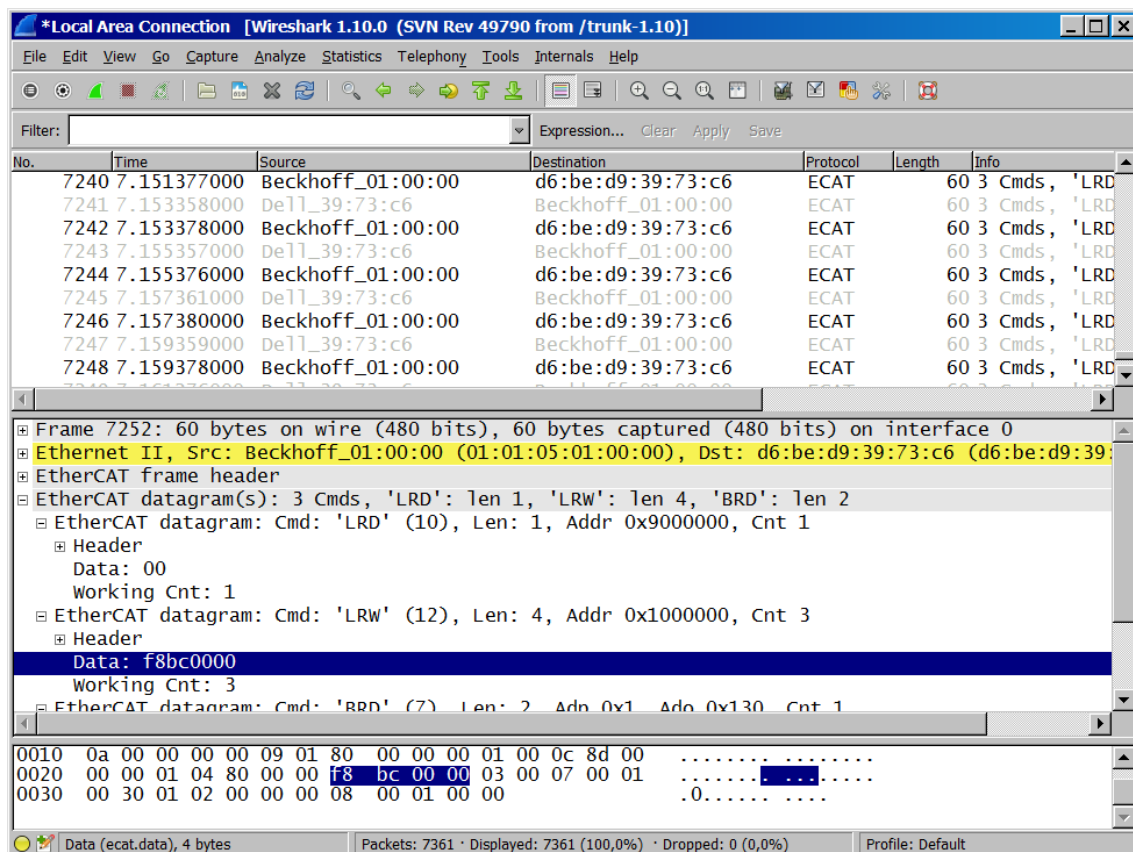 *Local Area Connection [Wireshark 1.10.0 (SVN Rev 49790 from /trunk-1.10)]
File Edit View Go Capture Analyze Statistics Telephony Tools Internals Help
Filter: Expression... Clear Apply Save
No. Time Source Destination Protocol Length Info
7240 7.151377000 Beckhoff_01:00:00 d6:be:d9:39:73:c6 ECAT 60 3 Cmds, 'LRD
7241 7.153358000 Dell_39:73:c6 Beckhoff_01:00:00 ECAT 60 3 Cmds, 'LRD
7242 7.153378000 Beckhoff_01:00:00 d6:be:d9:39:73:c6 ECAT 60 3 Cmds, 'LRD
7243 7.155357000 Dell_39:73:c6 Beckhoff_01:00:00 ECAT 60 3 Cmds, 'LRD
7244 7.155376000 Beckhoff_01:00:00 d6:be:d9:39:73:c6 ECAT 60 3 Cmds, 'LRD
7245 7.157361000 Dell_39:73:c6 Beckhoff_01:00:00 ECAT 60 3 Cmds, 'LRD
7246 7.157380000 Beckhoff_01:00:00 d6:be:d9:39:73:c6 ECAT 60 3 Cmds, 'LRD
7247 7.159359000 Dell_39:73:c6 Beckhoff_01:00:00 ECAT 60 3 Cmds, 'LRD
7248 7.159378000 Beckhoff_01:00:00 d6:be:d9:39:73:c6 ECAT 60 3 Cmds, 'LRD
Frame 7252: 60 bytes on wire (480 bits), 60 bytes captured (480 bits) on interface 0
Ethernet II, Src: Beckhoff_01:00:00 (01:01:05:01:00:00), Dst: d6:be:d9:39:73:c6 (d6:be:d9:39:
EtherCAT frame header
EtherCAT datagram(s): 3 Cmds, 'LRD': len 1, 'LRW': len 4, 'BRD': len 2
EtherCAT datagram: Cmd: 'LRD' (10), Len: 1, Addr 0x9000000, Cnt 1
Header
Data: 00
Working Cnt: 1
EtherCAT datagram: Cmd: 'LRW' (12), Len: 4, Addr 0x1000000, Cnt 3
Header
Data: f8bc0000
Working Cnt: 3
EtherCAT datagram: Cmd: 'BRD' (7), Len: 2, Adp 0x1, Ado 0x130, Cnt 1
0010 0a 00 00 00 00 09 01 80 00 00 00 01 00 0c 8d 00 ........ ........
0020 00 00 01 04 80 00 00 f8 bc 00 00 03 00 07 00 01 ........ ........
0030 00 30 01 02 00 00 00 08 00 01 00 00 .0...... ....
Data (ecat.data), 4 bytes Packets: 7361 · Displayed: 7361 (100,0%) · Dropped: 0 (0,0%) Profile: Default